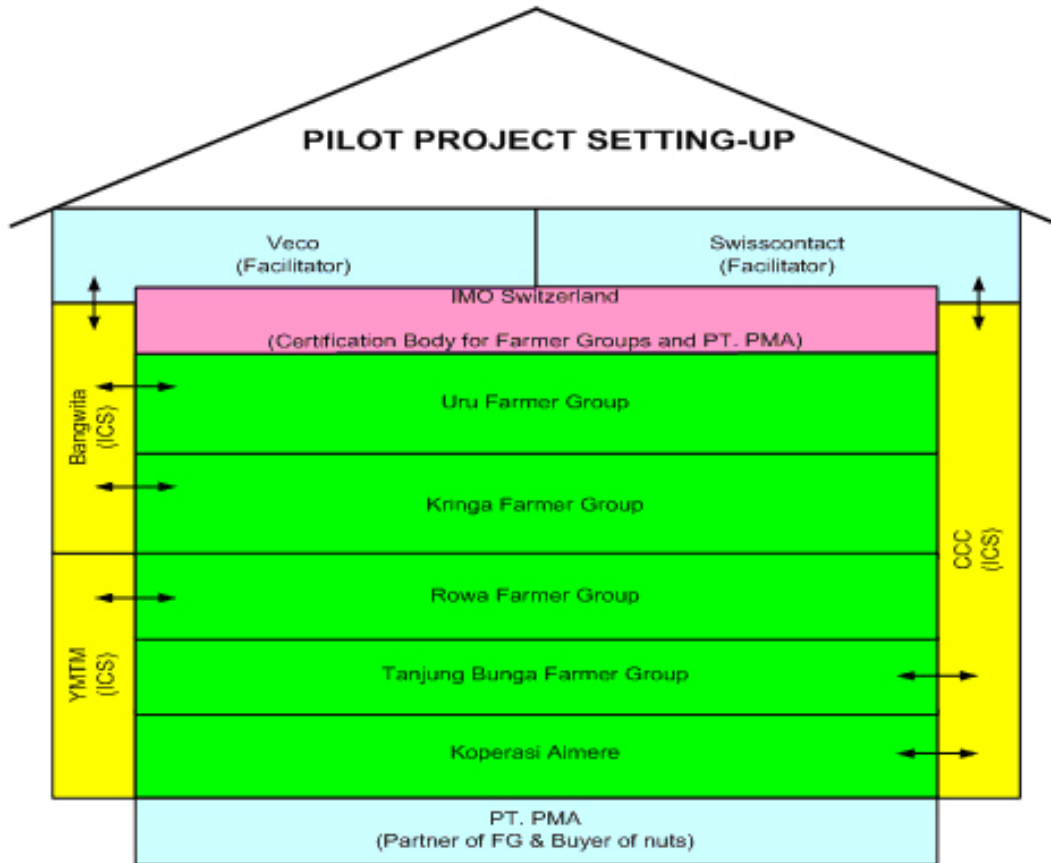 PILOT PROJECT SETTING-UP
Veco
(Facilitator)
Swisscontact
(Facilitator)
IMO Switzerland
(Certification Body for Farmer Groups and PT. PMA)
Bangwita
(ICS)
Uru Farmer Group
Kringa Farmer Group
CCC
(ICS)
YMTM
(ICS)
Rowa Farmer Group
Tanjung Bunga Farmer Group
Koperasi Aimere
PT. PMA
(Partner of FG & Buyer of nuts)